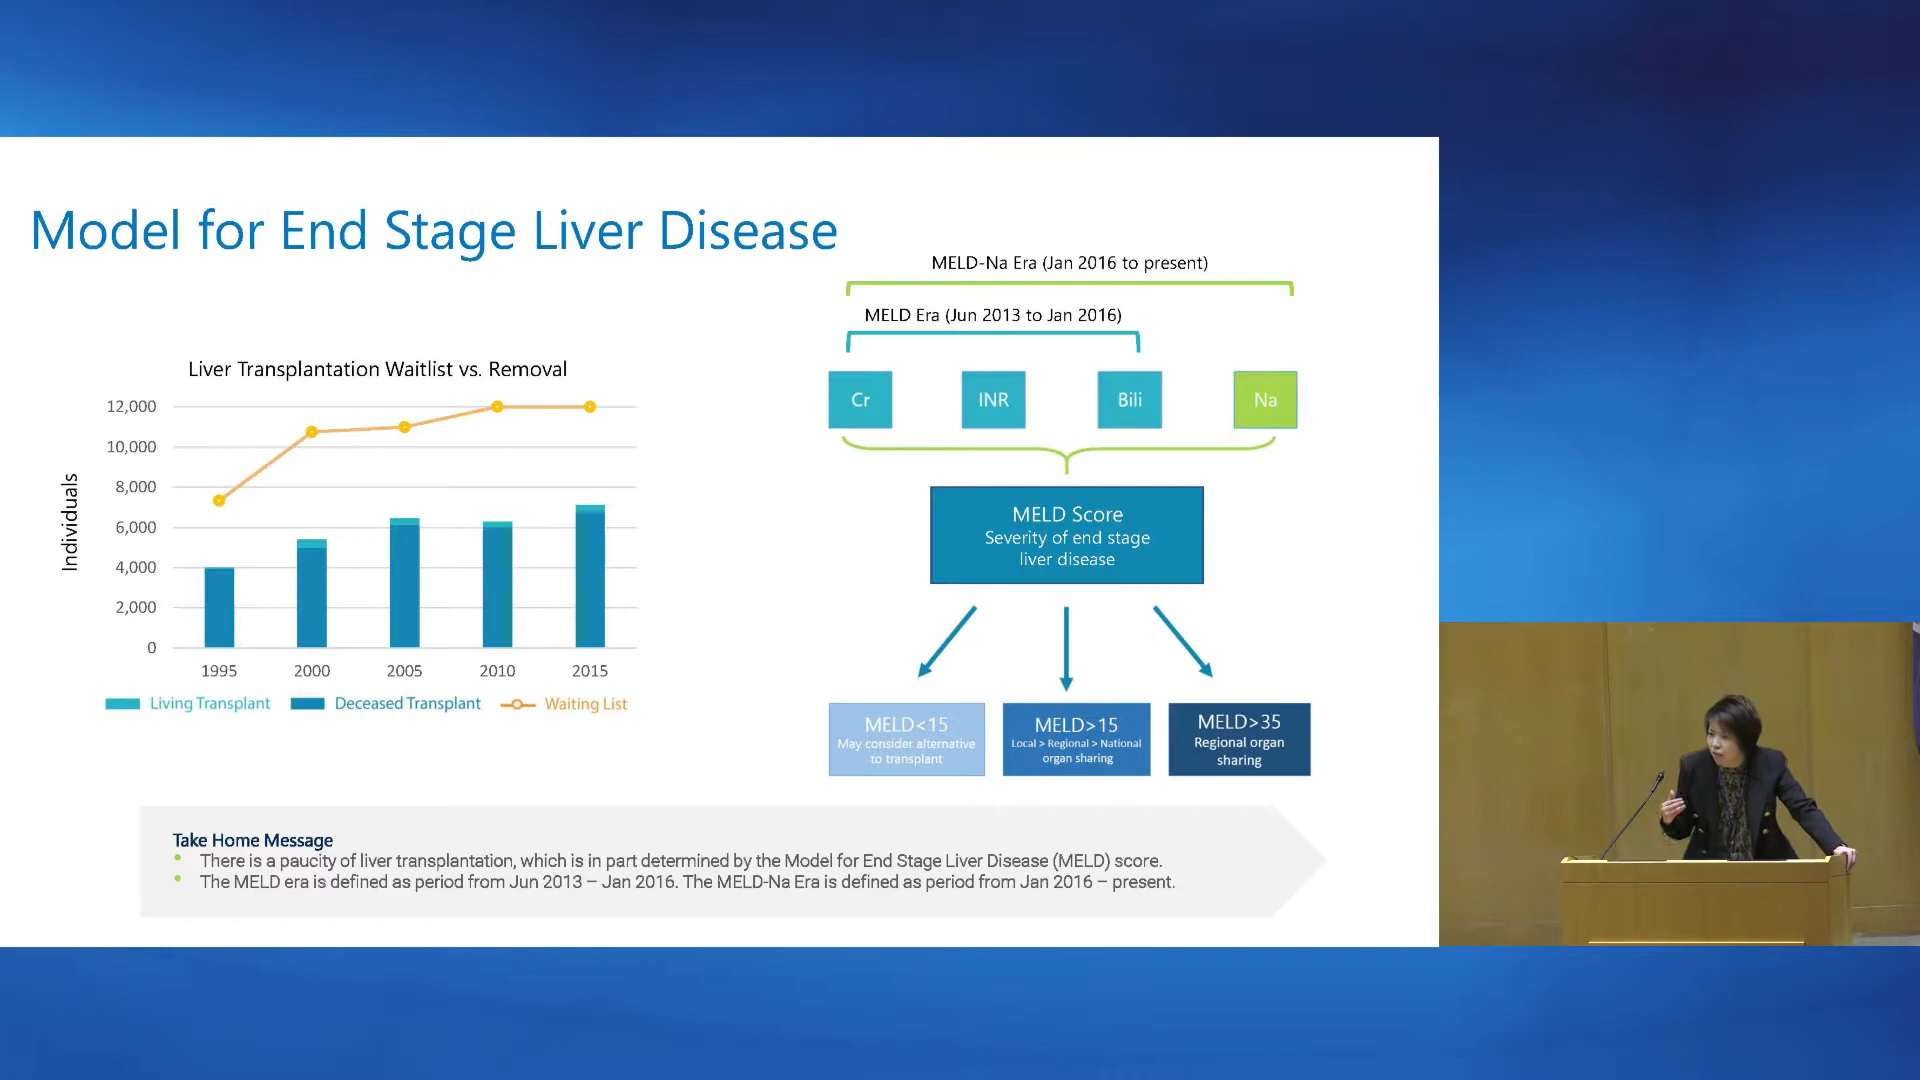 Model for End Stage Liver Disease
MELD-Na Era (Jan 2016 to present)
MELD Era (Jun 2013 to Jan 2016)
Cr
INR
Bili
Na
MELD Score
Severity of end stage
liver disease
MELD<15
May consider alternative
to transplant
MELD>15
Local > Regional > National
organ sharing
MELD>35
Regional organ
sharing
Liver Transplantation Waitlist vs. Removal
Individuals
12,000
10,000
8,000
6,000
4,000
2,000
0
1995
2000
2005
2010
2015
Living Transplant
Deceased Transplant
Waiting List
Take Home Message
• There is a paucity of liver transplantation, which is in part determined by the Model for End Stage Liver Disease (MELD) score.
• The MELD era is defined as period from Jun 2013 – Jan 2016. The MELD-Na Era is defined as period from Jan 2016 – present.